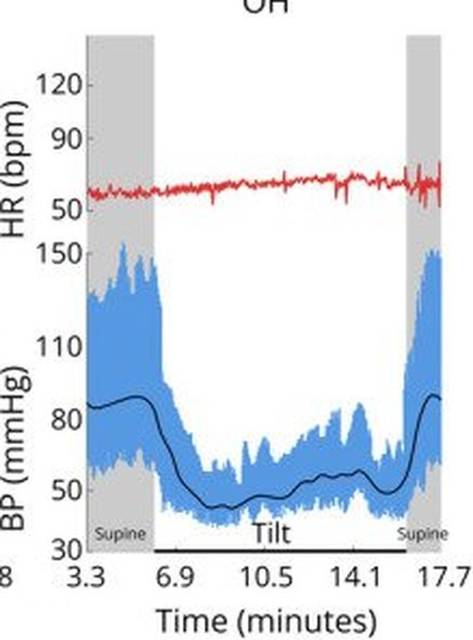 OH
HR (bpm)
120
90
50
BP (mmHg)
150
110
80
50
30
Supine
Tilt
Supine
8
3.3
6.9
10.5
14.1
17.7
Time (minutes)